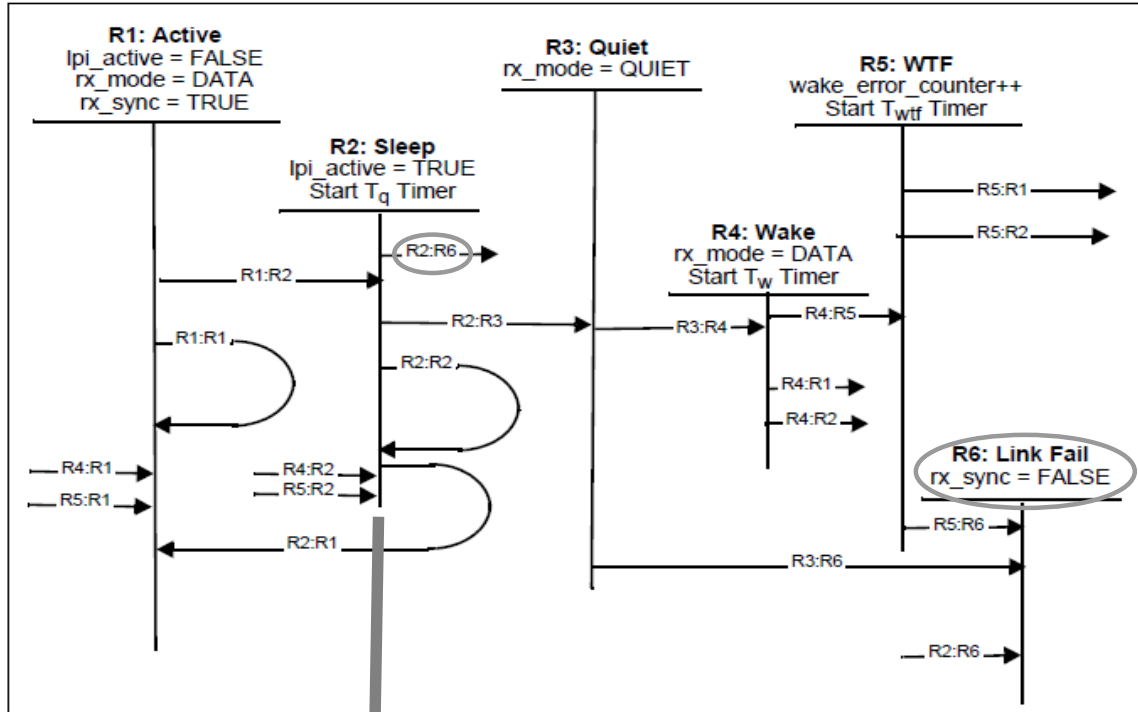 R1: Active
lpi_active = FALSE
rx_mode = DATA
rx_sync = TRUE
R2: Sleep
lpi_active = TRUE
Start Tq Timer
R3: Quiet
rx_mode = QUIET
R4: Wake
rx_mode = DATA
Start Tw Timer
R5: WTF
wake_error_counter++
Start Twtf Timer
R5:R1
R5:R2
R2:R6
R1:R2
R2:R3
R3:R4
R4:R5
R1:R1
R2:R2
R4:R1
R4:R2
R6: Link Fail
rx_sync = FALSE
R4:R1
R4:R2
R5:R1
R5:R2
R5:R6
R2:R1
R3:R6
R2:R6